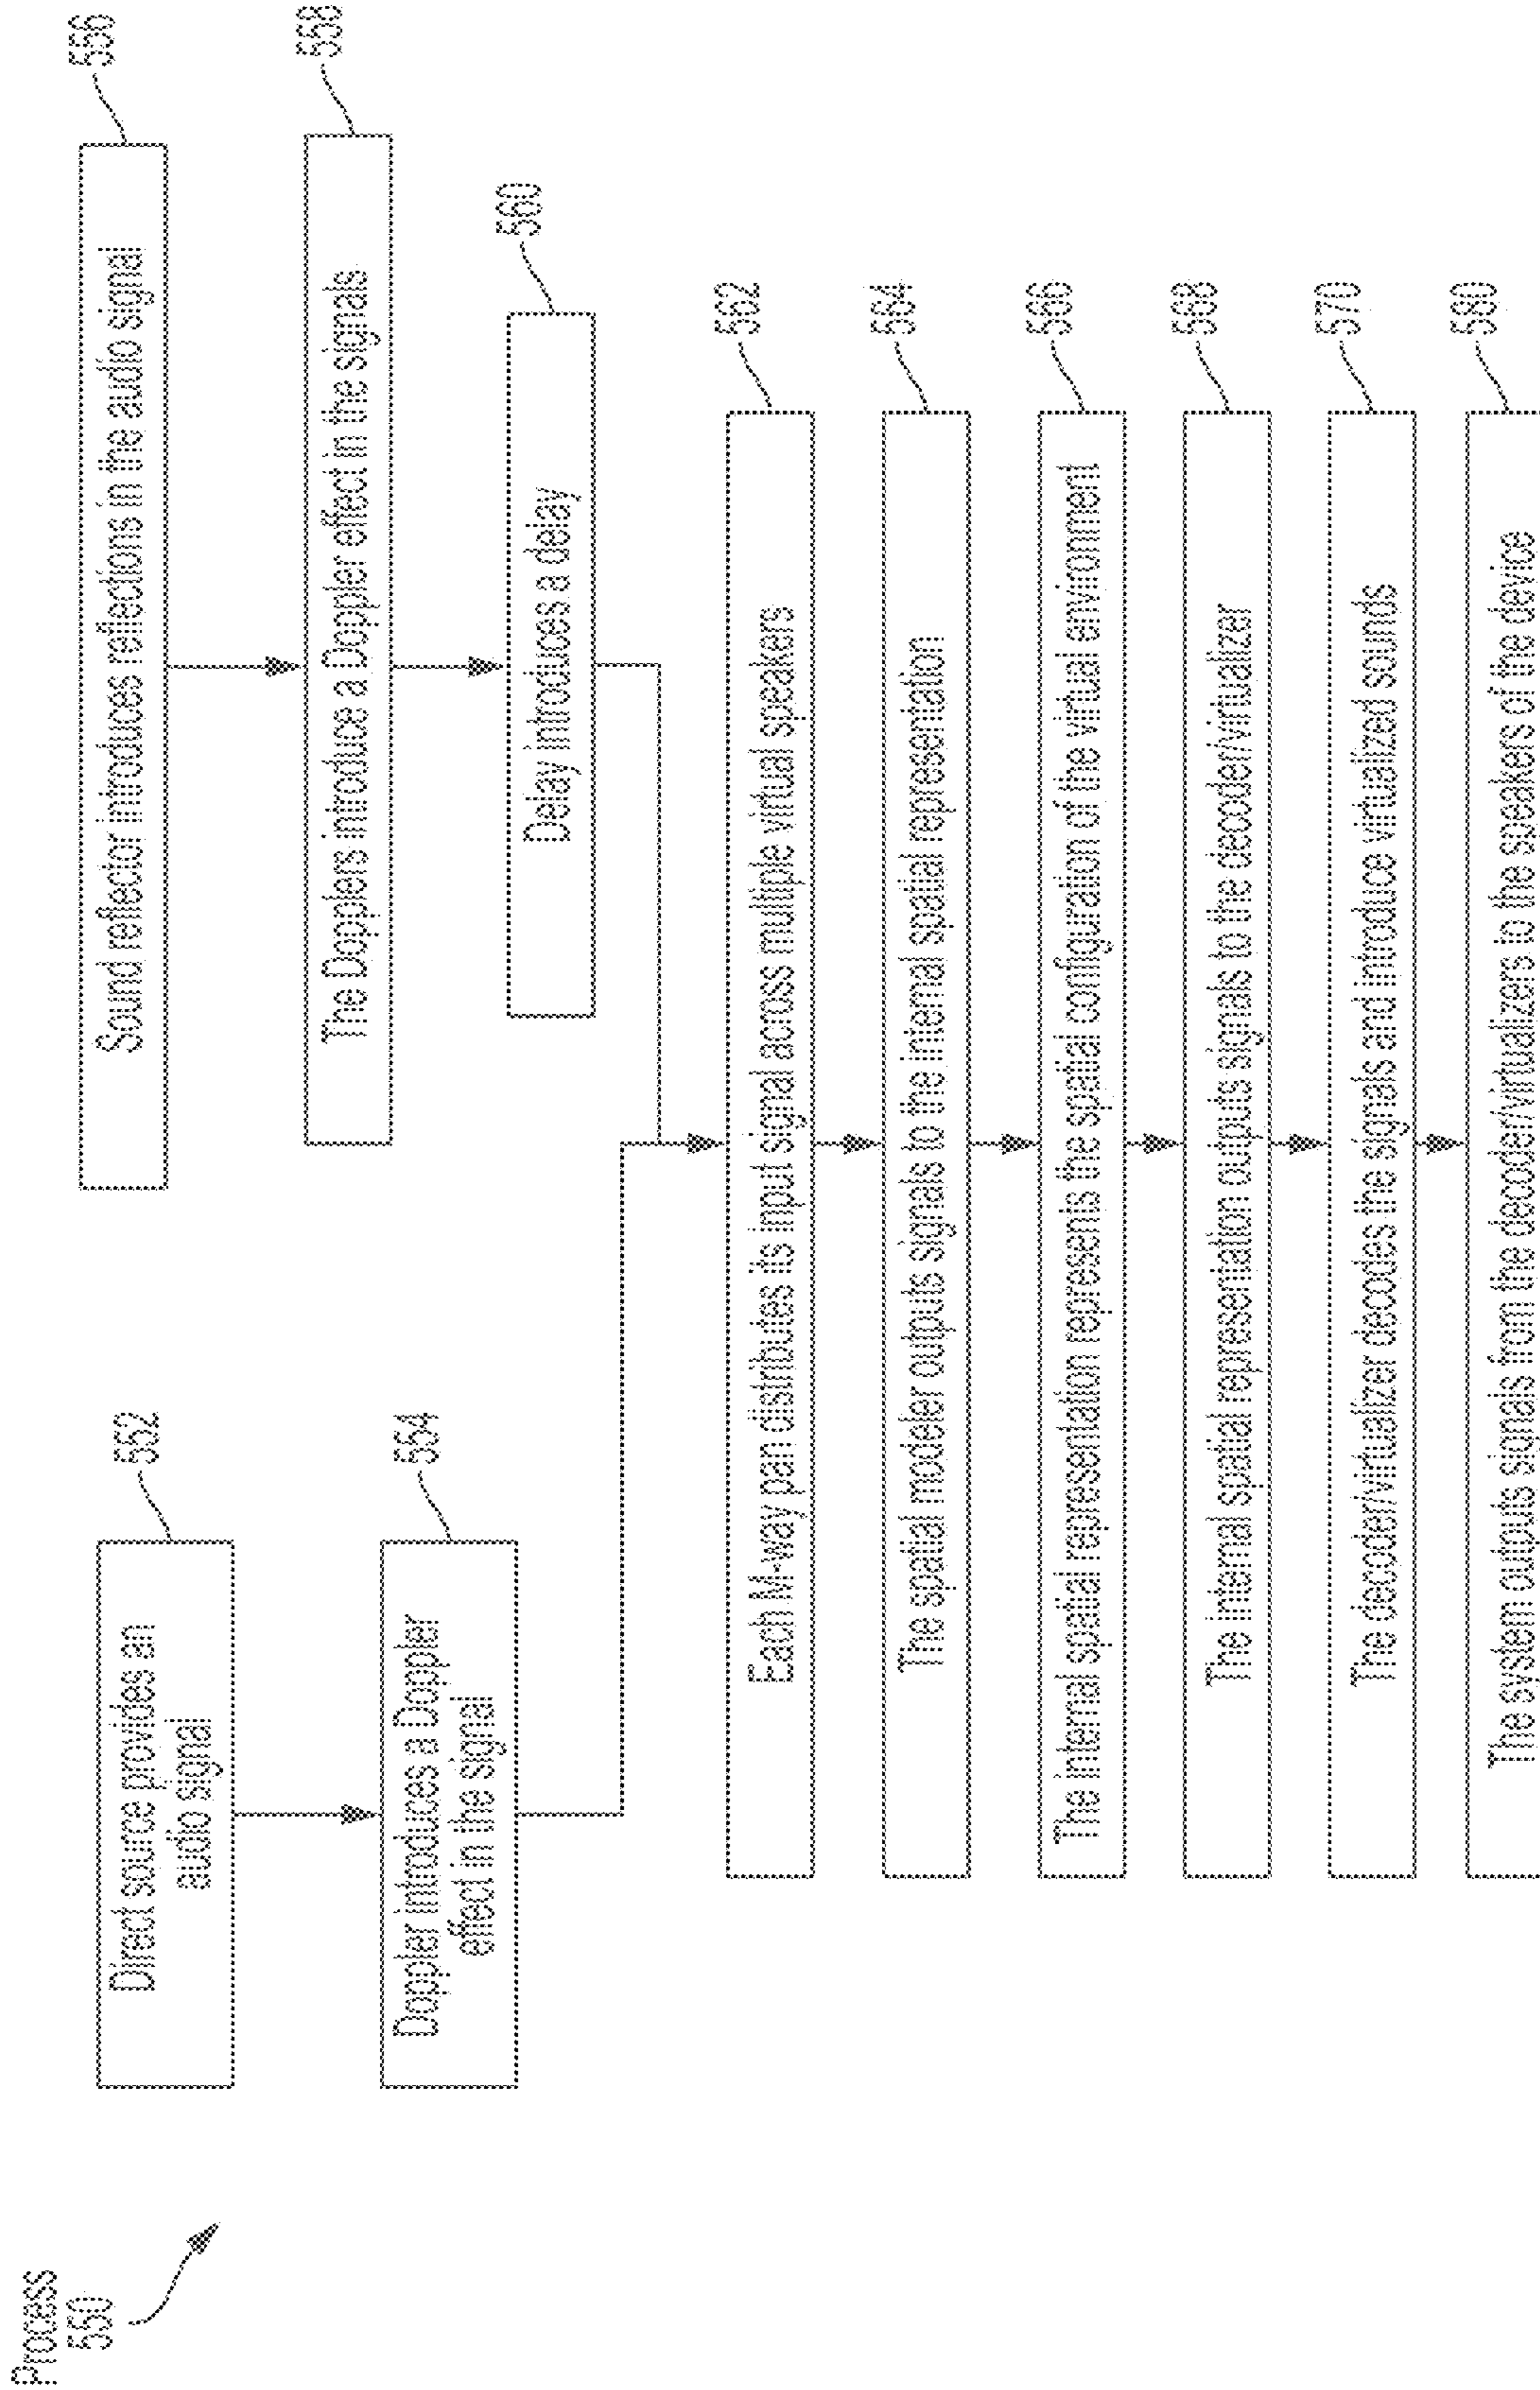 Process
550
552
Direct source provides an
audio signal
554
Doppler introduces a Doppler
effect in the signal
556
Sound reflector introduces reflections in the audio signal
558
The Dopplers introduce a Doppler effect in the signals
560
Delay introduces a delay
562
Each M-way pan distributes its input signal across multiple virtual speakers
564
The spatial modeler outputs signals to the internal spatial representation
566
The internal spatial representation represents the spatial configuration of the virtual environment
568
The internal spatial representation outputs signals to the decoder/virtualizer
570
The decoder/virtualizer decodes the signals and introduce virtualized sounds
580
The system outputs signals from the decoder/virtualizers to the speakers of the device